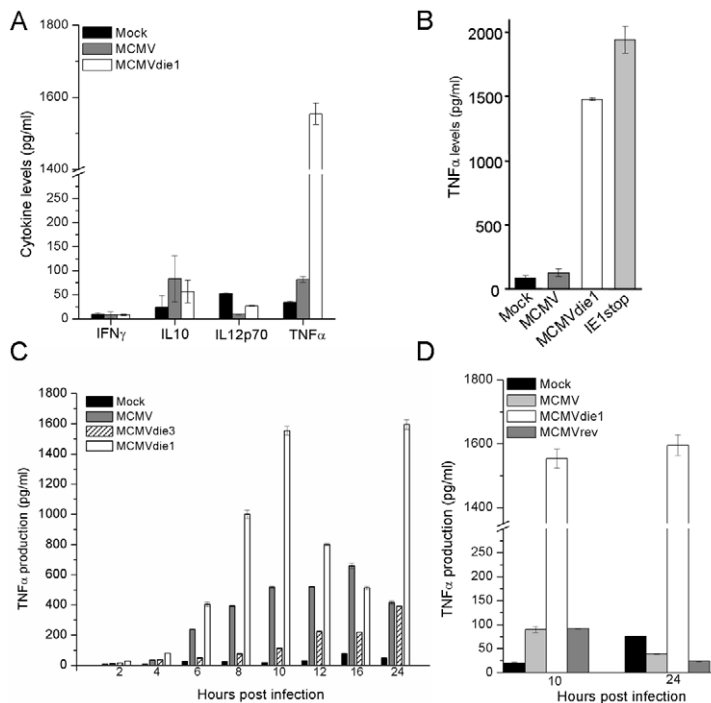 A
Mock
MCMV
MCMVdie1
Cytokine levels (pg/ml)
1800
1600
1400
250
200
150
100
50
0
IFNγ IL10 IL12p70 TNFα
B
TNFα levels (pg/ml)
2000
1500
1000
500
0
Mock
MCMV
MCMVdie1
IE1stop
C
Mock
MCMV
MCMVdie3
MCMVdie1
TNFα production (pg/ml)
1800
1600
1400
1200
1000
800
600
400
200
0
2 4 6 8 10 12 16 24
Hours post infection
D
Mock
MCMV
MCMVdie1
MCMVrev
TNFα production (pg/ml)
1800
1600
1400
250
200
150
100
50
0
10 24
Hours post infection